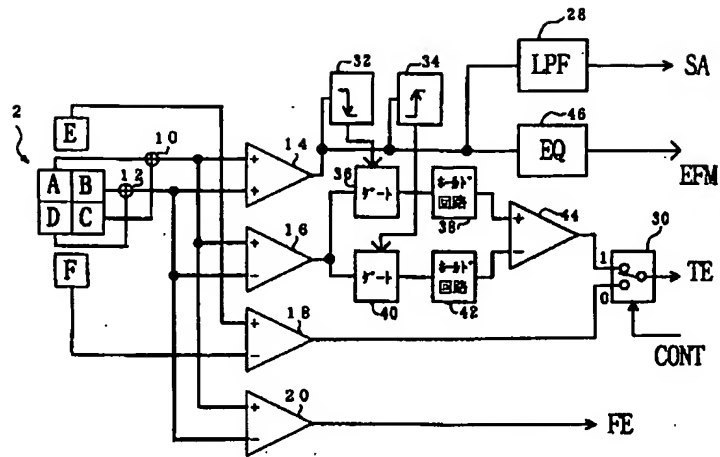 32
34
28
LPF
SA
2
E
10
46
EQ
EFM
A B
12
D C
+
+
14
36
ゲート
ホールド
回路
38
+
-
44
30
F
+
-
16
ゲート
40
ホールド
回路
42
1
0
TE
+
-
18
CONT
+
-
20
FE